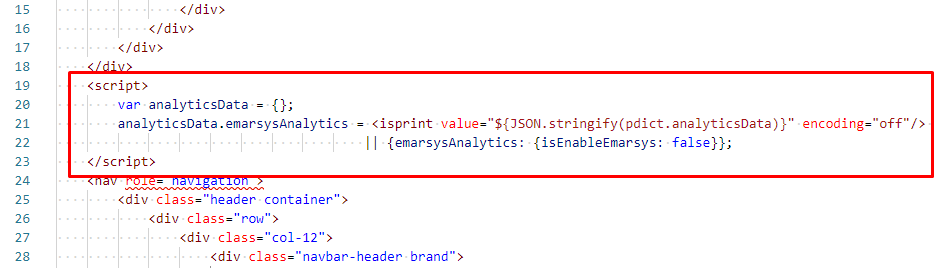 15 </div>
16 </div>
17 </div>
18 </div>
19 <script>
20 var analyticsData = {};
21 analyticsData.emarsysAnalytics = <isprint value="${JSON.stringify(pdict.analyticsData)}" encoding="off"/>
22 || {emarsysAnalytics: {isEnableEmarsys: false}};
23 </script>
24 <nav role="navigation">
25 <div class="header container">
26 <div class="row">
27 <div class="col-12">
28 <div class="navbar-header brand">